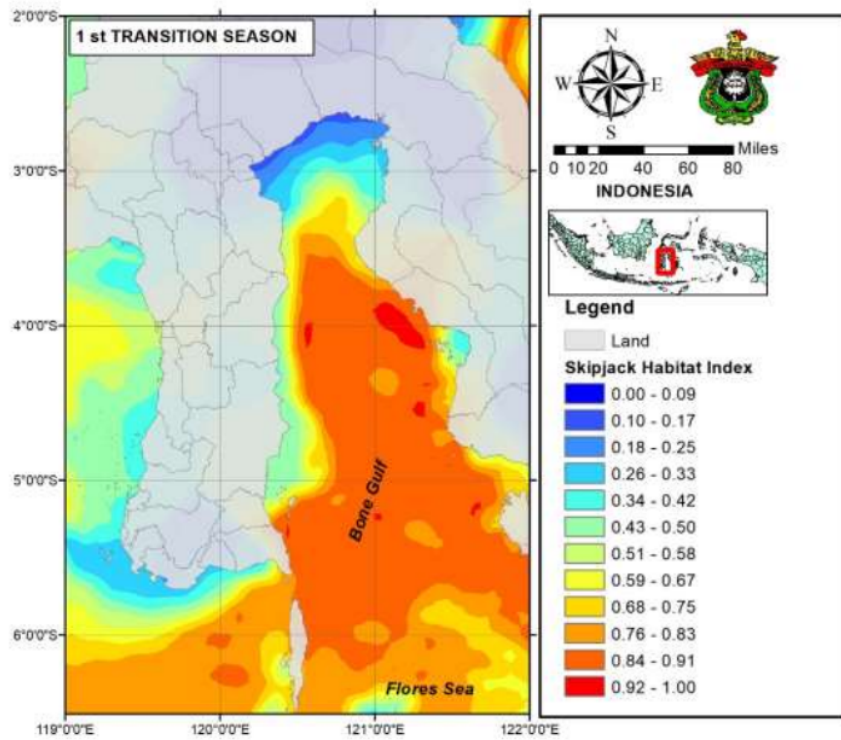 1 st TRANSITION SEASON
2°0'0"S
3°0'0"S
4°0'0"S
5°0'0"S
6°0'0"S
119°0'0"E
120°0'0"E
121°0'0"E
122°0'0"E
Bone Gulf
Flores Sea
N
W
E
S
Miles
0 10 20 40 60 80
INDONESIA
Legend
Land
Skipjack Habitat Index
0.00 - 0.09
0.10 - 0.17
0.18 - 0.25
0.26 - 0.33
0.34 - 0.42
0.43 - 0.50
0.51 - 0.58
0.59 - 0.67
0.68 - 0.75
0.76 - 0.83
0.84 - 0.91
0.92 - 1.00